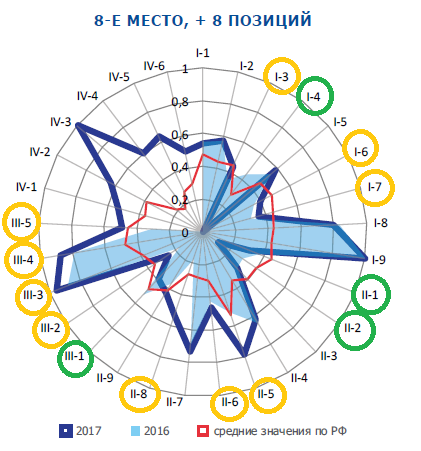 8-Е МЕСТО, + 8 ПОЗИЦИЙ
I-1
I-2
I-3
I-4
I-5
I-6
I-7
I-8
I-9
II-1
II-2
II-3
II-4
II-5
II-6
II-7
II-8
II-9
III-1
III-2
III-3
III-4
III-5
IV-1
IV-2
IV-3
IV-4
IV-5
IV-6
1
0,8
0,6
0,4
0,2
0
2017 2016 средние значения по РФ